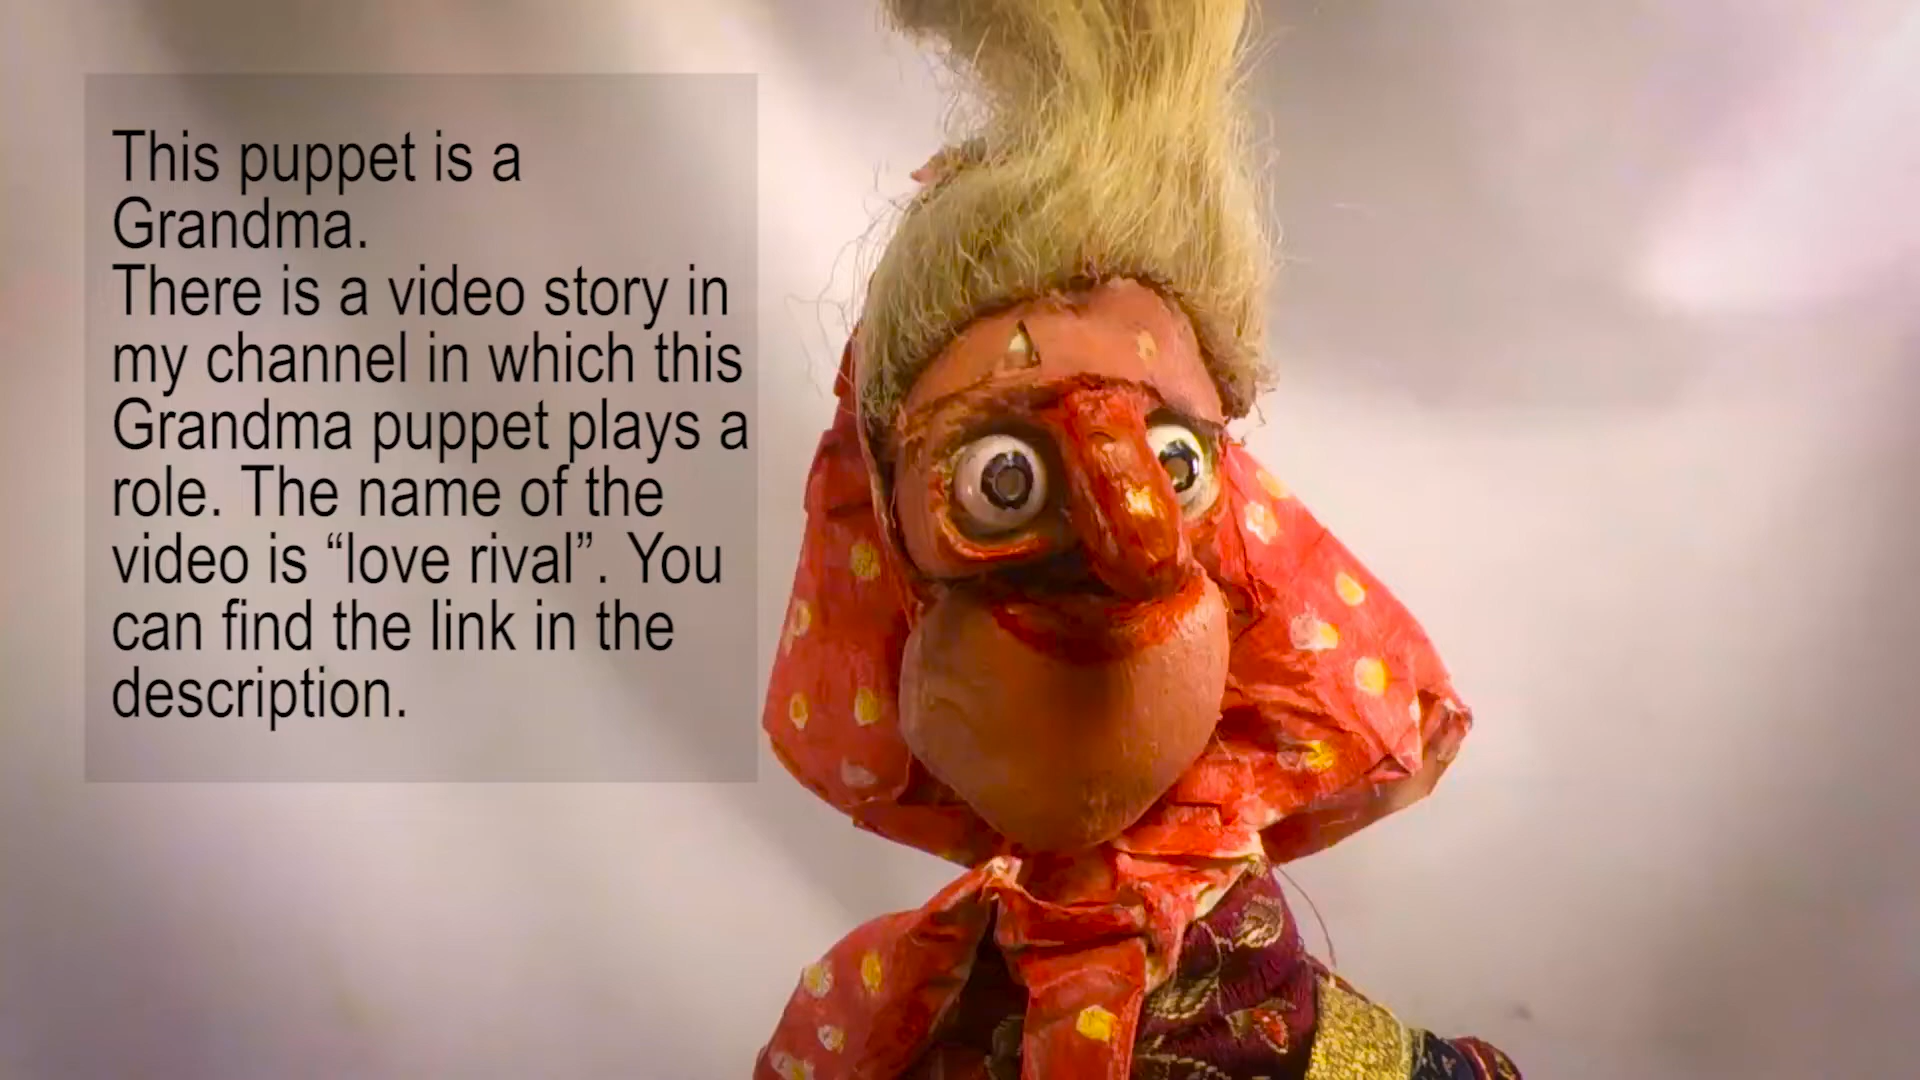 This puppet is a
Grandma.
There is a video story in
my channel in which this
Grandma puppet plays a
role. The name of the
video is “love rival”. You
can find the link in the
description.